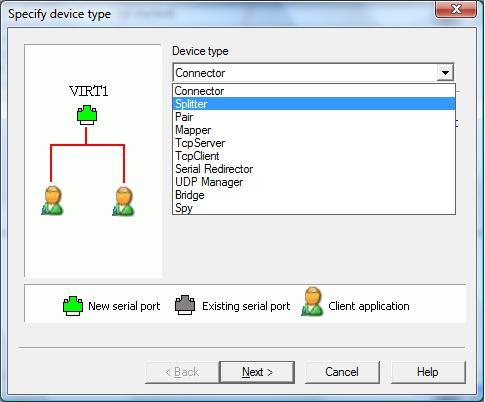 Specify device type
VIRT1
Device type
Connector
Connector
Splitter
Pair
Mapper
TcpServer
TcpClient
Serial Redirector
UDP Manager
Bridge
Spy
New serial port Existing serial port Client application
< Back Next > Cancel Help